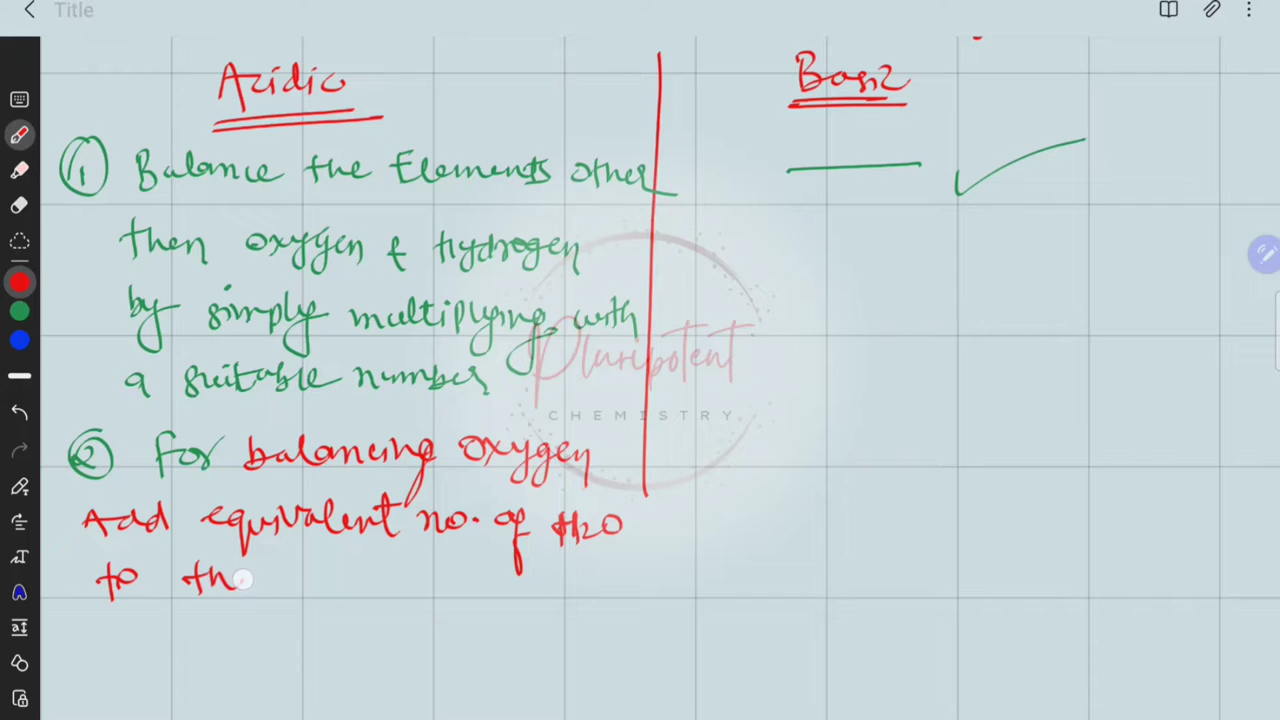 Title
Acidic
Basic
① Balance the Elements other
then oxygen & hydrogen
by simply multiplying with
a suitable number
② for balancing oxygen
Add equivalent no. of H2O
to th
Pluripotent
CHEMISTRY